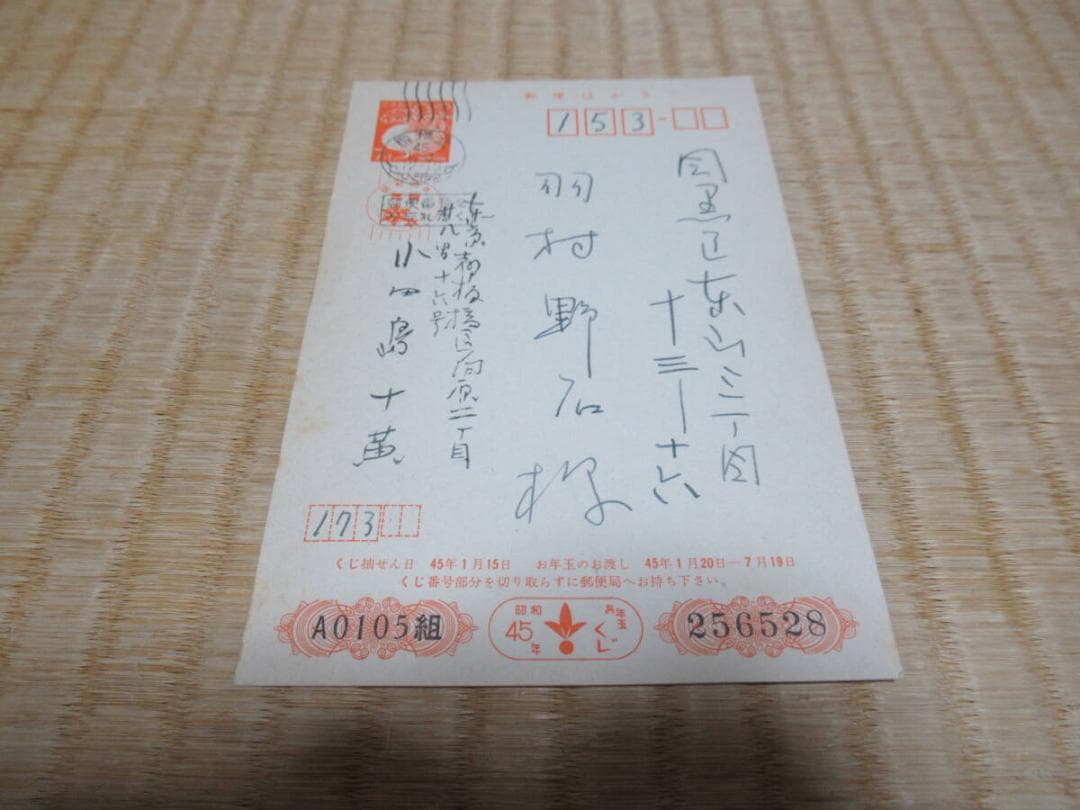 郵便はがき
153
目黒区東山三丁目
十三ー十六
羽村野石様
東京都板橋区向原二丁目
廿八番十六号
小田島十黄
173
くじ抽せん日 45年1月15日 お年玉のお渡し 45年1月20日ー7月19日
くじ番号部分を切り取らずに郵便局へお持ち下さい。
A0105組
昭和45年
お年玉くじ
256528